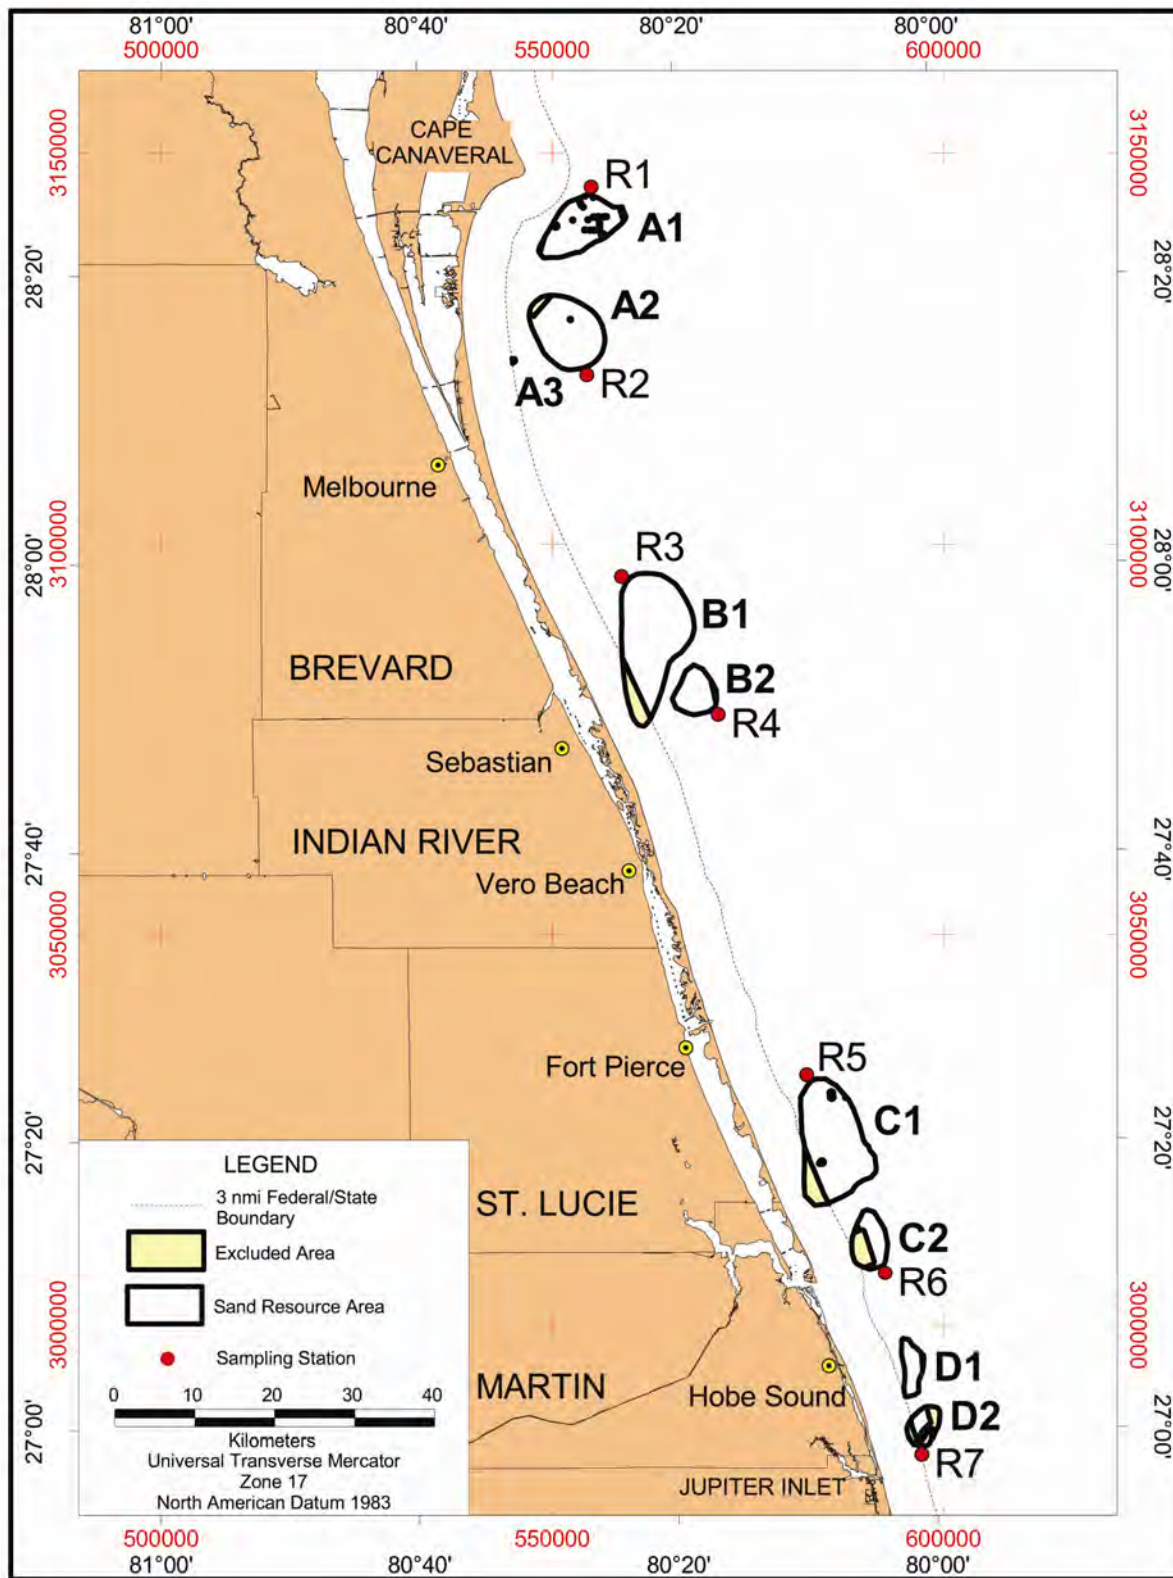 81°00' 80°40' 80°20' 80°00'
500000 550000 600000
CAPE
CANAVERAL
3150000
3150000
R1
A1
28°20'
28°20'
A2
A3
R2
Melbourne
R3
3100000
3100000
28°00'
28°00'
B1
BREVARD
B2
R4
Sebastian
INDIAN RIVER
27°40'
27°40'
Vero Beach
3050000
3050000
Fort Pierce
R5
C1
27°20'
27°20'
LEGEND
3 nmi Federal/State
Boundary
Excluded Area
Sand Resource Area
Sampling Station
0 10 20 30 40
Kilometers
Universal Transverse Mercator
Zone 17
North American Datum 1983
ST. LUCIE
C2
R6
3000000
3000000
D1
MARTIN
Hobe Sound
D2
27°00'
27°00'
R7
JUPITER INLET
500000 550000 600000
81°00' 80°40' 80°20' 80°00'